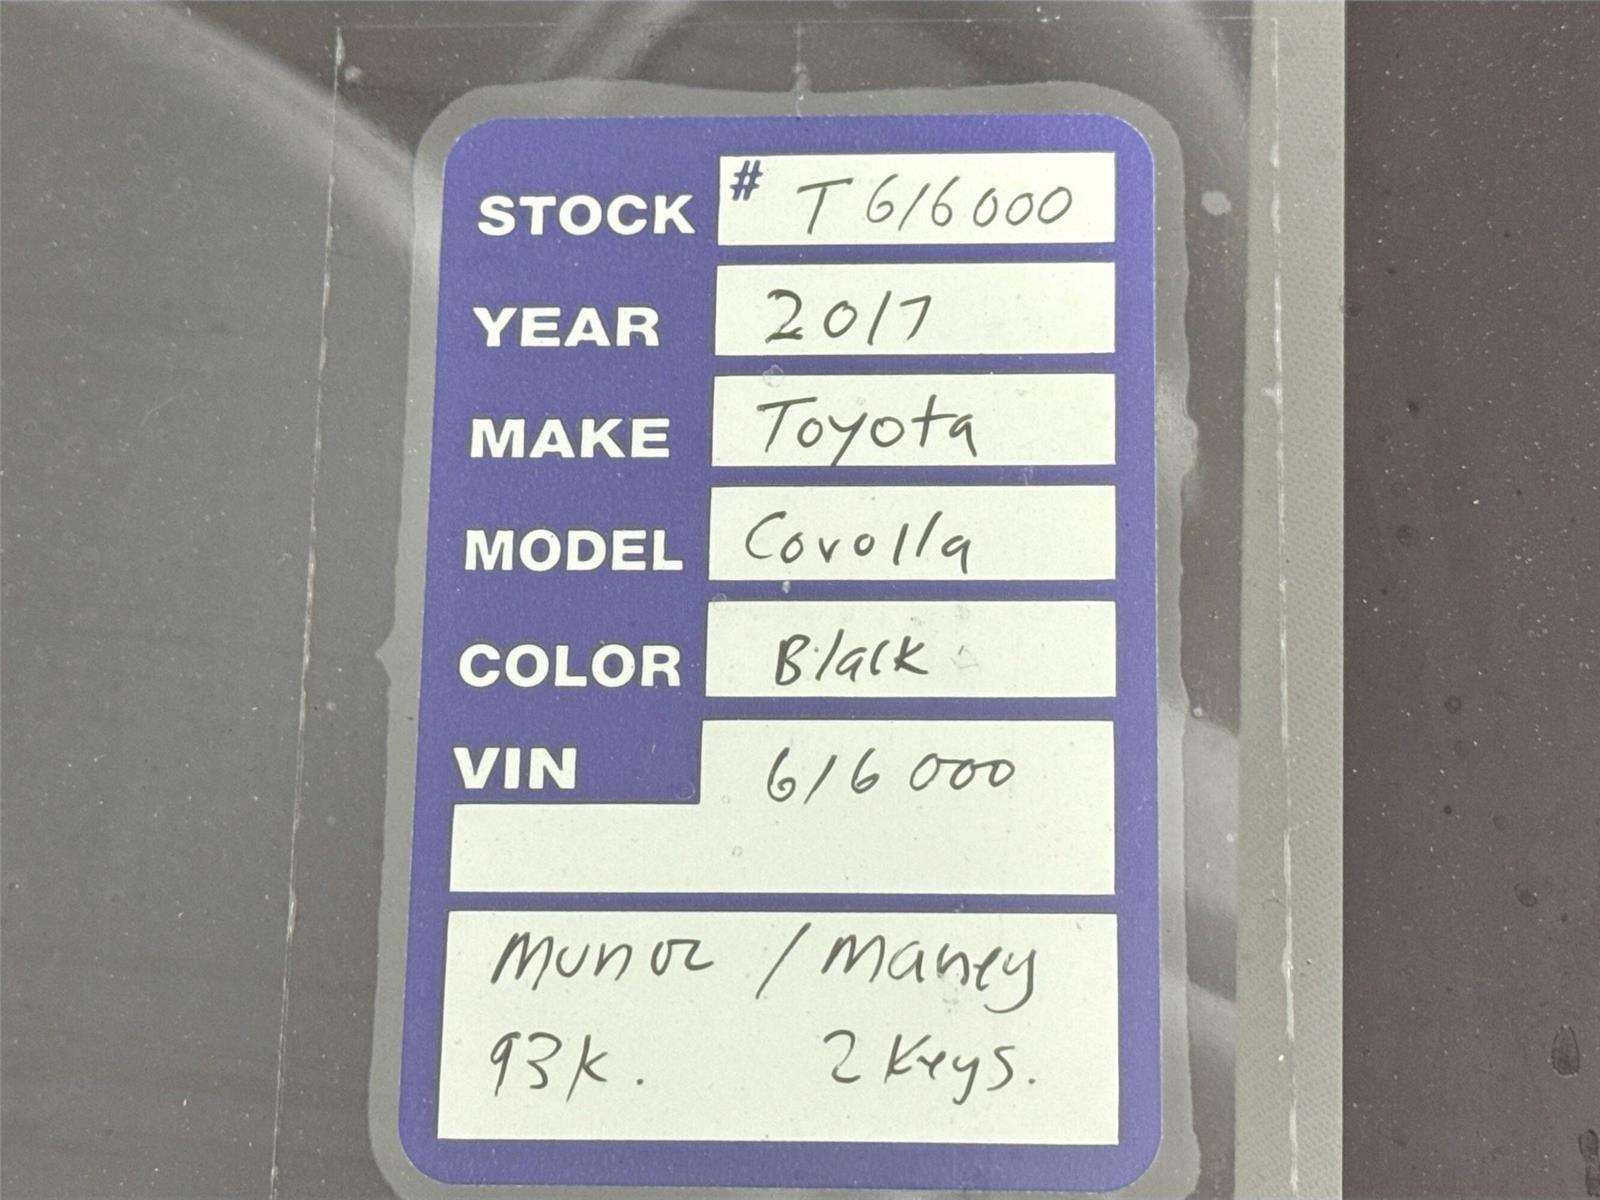 STOCK # T616000
YEAR 2017
MAKE Toyota
MODEL Corolla
COLOR Black
VIN 616000
Munoz / Maney
93k. 2 Keys.